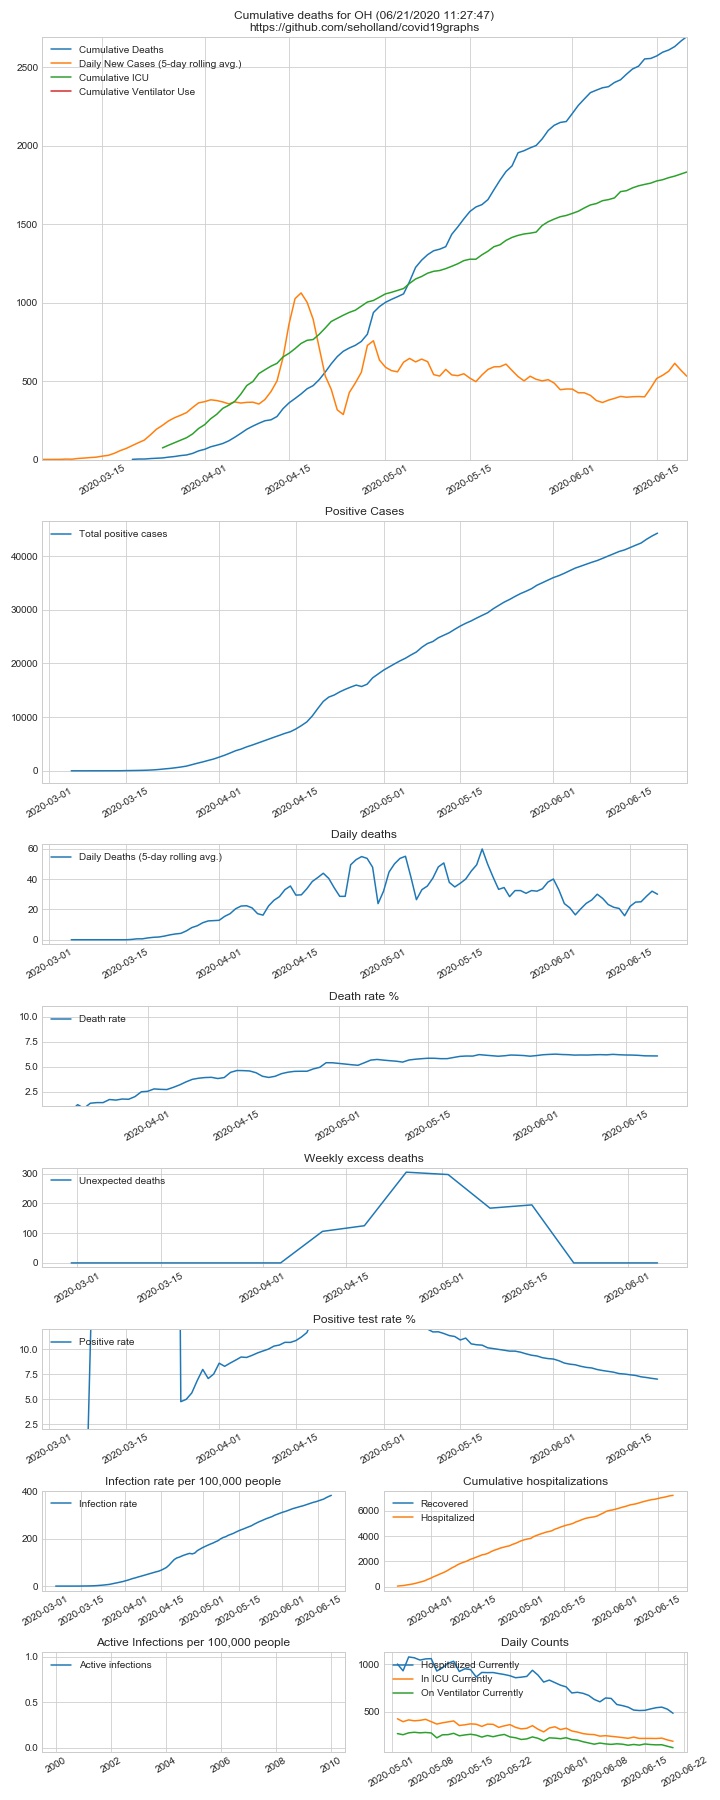 Cumulative deaths for OH (06/21/2020 11:27:47)
https://github.com/seholland/covid19graphs
Cumulative Deaths
Daily New Cases (5-day rolling avg.)
Cumulative ICU
Cumulative Ventilator Use
2500
2000
1500
1000
500
0
2020-03-15 2020-04-01 2020-04-15 2020-05-01 2020-05-15 2020-06-01 2020-06-15
Positive Cases
Total positive cases
40000
30000
20000
10000
0
2020-03-01 2020-03-15 2020-04-01 2020-04-15 2020-05-01 2020-05-15 2020-06-01 2020-06-15
Daily deaths
Daily Deaths (5-day rolling avg.)
60
40
20
0
2020-03-01 2020-03-15 2020-04-01 2020-04-15 2020-05-01 2020-05-15 2020-06-01 2020-06-15
Death rate %
Death rate
10.0
7.5
5.0
2.5
2020-04-01 2020-04-15 2020-05-01 2020-05-15 2020-06-01 2020-06-15
Weekly excess deaths
Unexpected deaths
300
200
100
0
2020-03-01 2020-03-15 2020-04-01 2020-04-15 2020-05-01 2020-05-15 2020-06-01
Positive test rate %
Positive rate
10.0
7.5
5.0
2.5
2020-03-01 2020-03-15 2020-04-01 2020-04-15 2020-05-01 2020-05-15 2020-06-01 2020-06-15
Infection rate per 100,000 people
Infection rate
400
200
0
2020-03-01 2020-03-15 2020-04-01 2020-04-15 2020-05-01 2020-05-15 2020-06-01 2020-06-15
Cumulative hospitalizations
Recovered
Hospitalized
6000
4000
2000
0
2020-04-01 2020-04-15 2020-05-01 2020-05-15 2020-06-01 2020-06-15
Active Infections per 100,000 people
Active infections
1.0
0.5
0.0
2000 2002 2004 2006 2008 2010
Daily Counts
Hospitalized Currently
In ICU Currently
On Ventilator Currently
1000
500
2020-05-01 2020-05-08 2020-05-15 2020-05-22 2020-06-01 2020-06-08 2020-06-15 2020-06-22